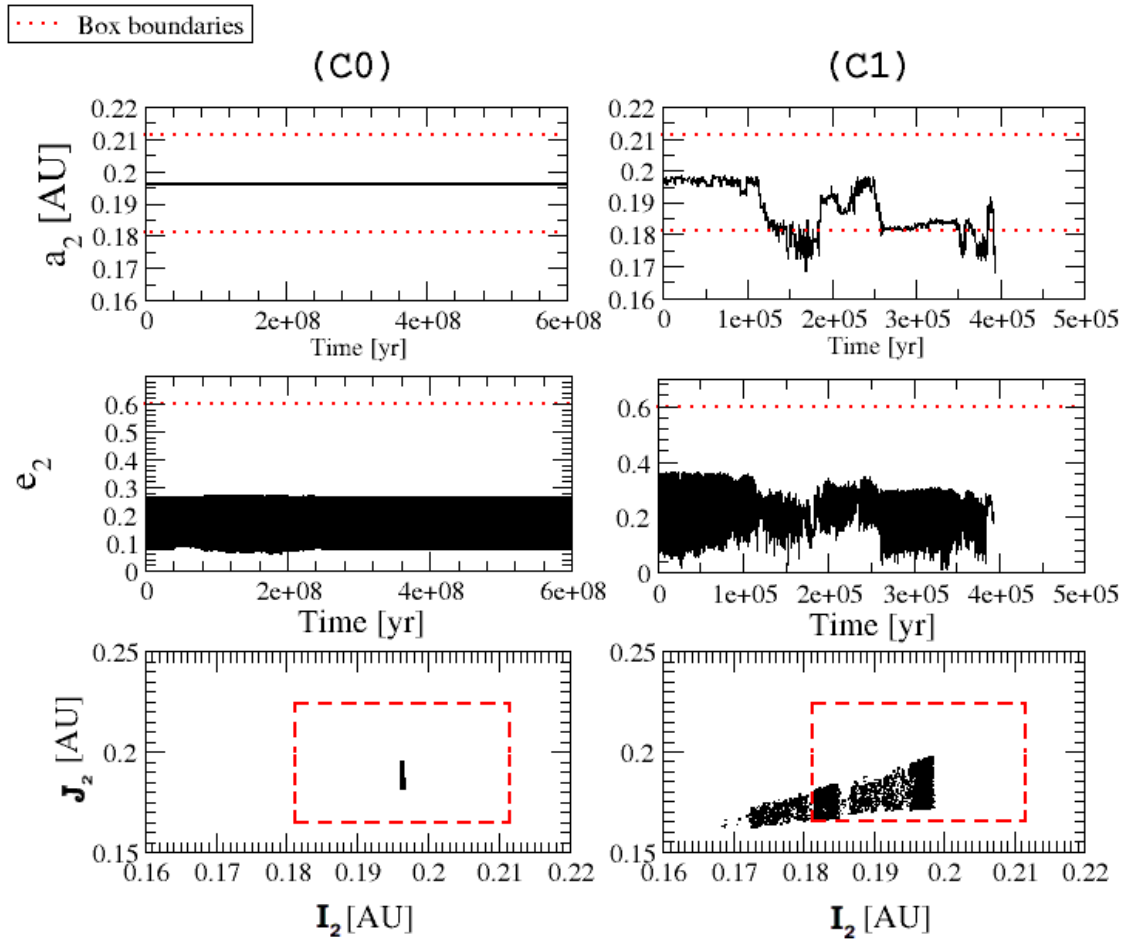 Box boundaries
(C0) (C1)
0.22 0.22
0.21 0.21
0.2 0.2
0.19 0.19
0.18 0.18
0.17 0.17
0.16 0.16
a2 [AU]
0 2e+08 4e+08 6e+08 0 1e+05 2e+05 3e+05 4e+05 5e+05
Time [yr] Time [yr]
0.6 0.6
0.5
0.4 0.4
0.3
0.2 0.2
0.1
0 0
e2
0 2e+08 4e+08 6e+08 0 1e+05 2e+05 3e+05 4e+05 5e+05
Time [yr] Time [yr]
0.25 0.25
0.2 0.2
0.15 0.15
J2 [AU]
0.16 0.17 0.18 0.19 0.2 0.21 0.22 0.16 0.17 0.18 0.19 0.2 0.21 0.22
I2 [AU] I2 [AU]